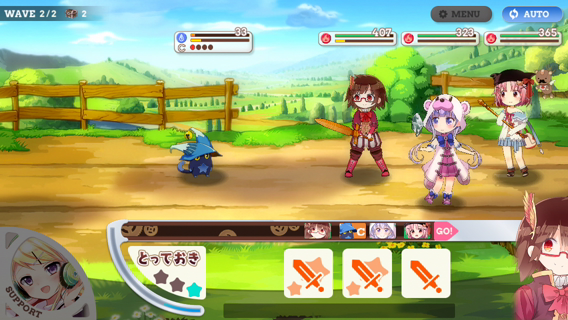 WAVE 2/2 2
MENU
AUTO
33
C
407
323
365
C
GO!
とっておき
SUPPORT